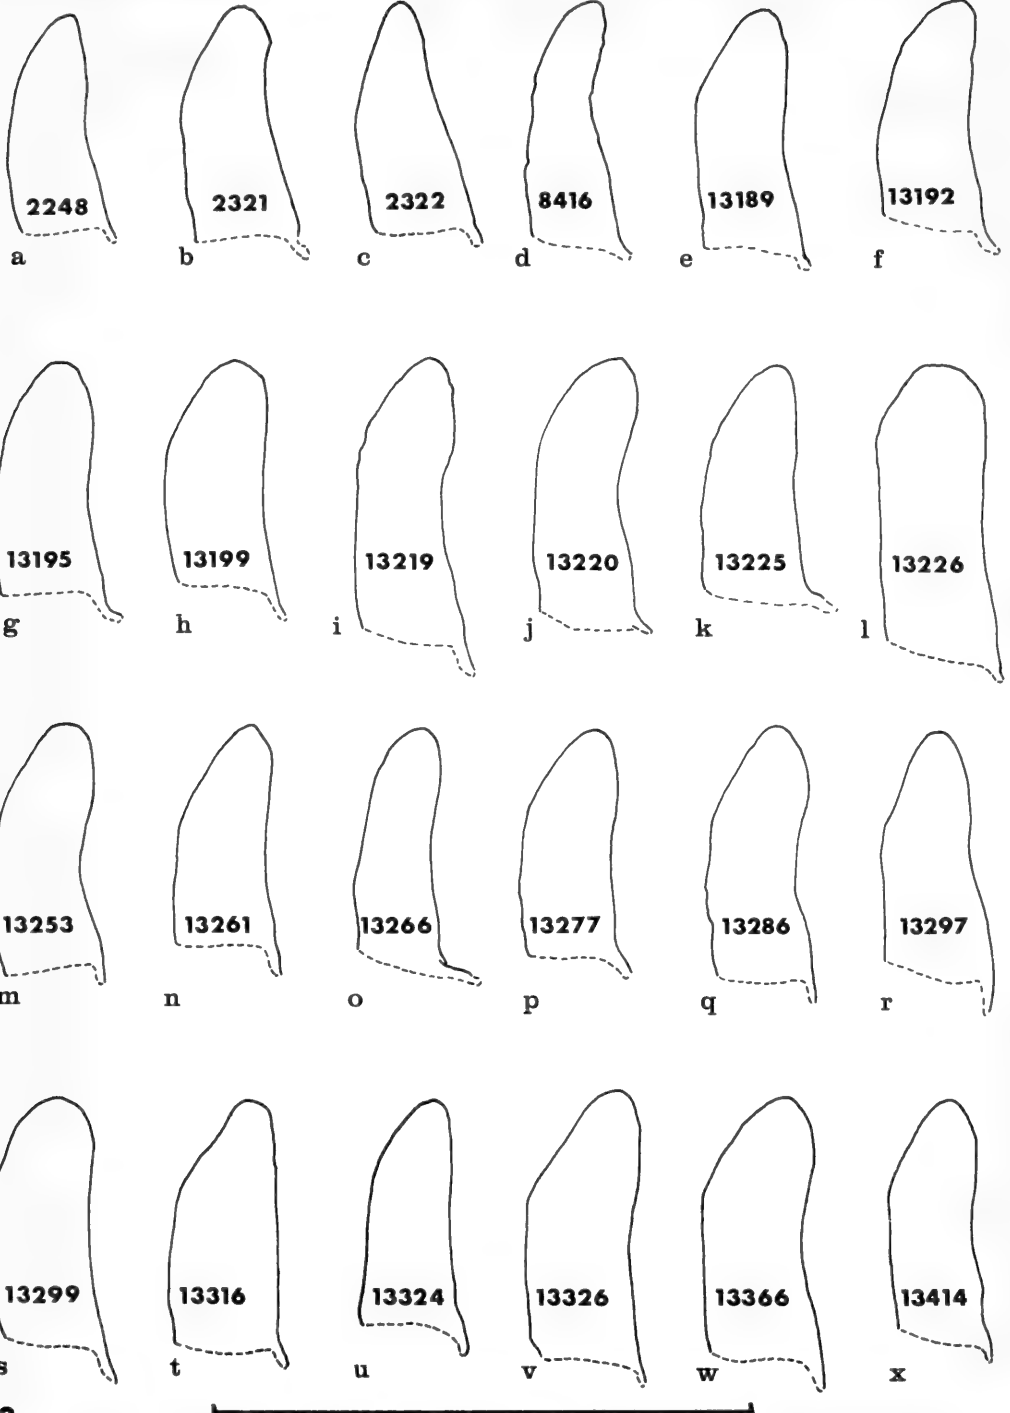 2248 2321 2322 8416 13189 13192
a b c d e f
13195 13199 13219 13220 13225 13226
g h i j k l
13253 13261 13266 13277 13286 13297
m n o p q r
13299 13316 13324 13326 13366 13414
s t u v w x